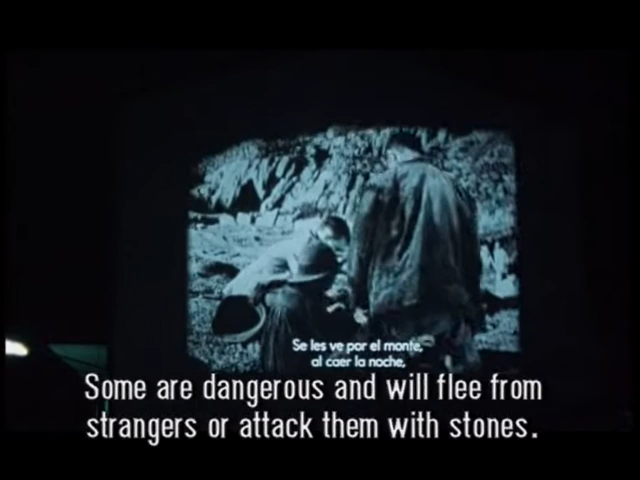 Se les ve por el monte,
al caer la noche,
Some are dangerous and will flee from
strangers or attack them with stones.